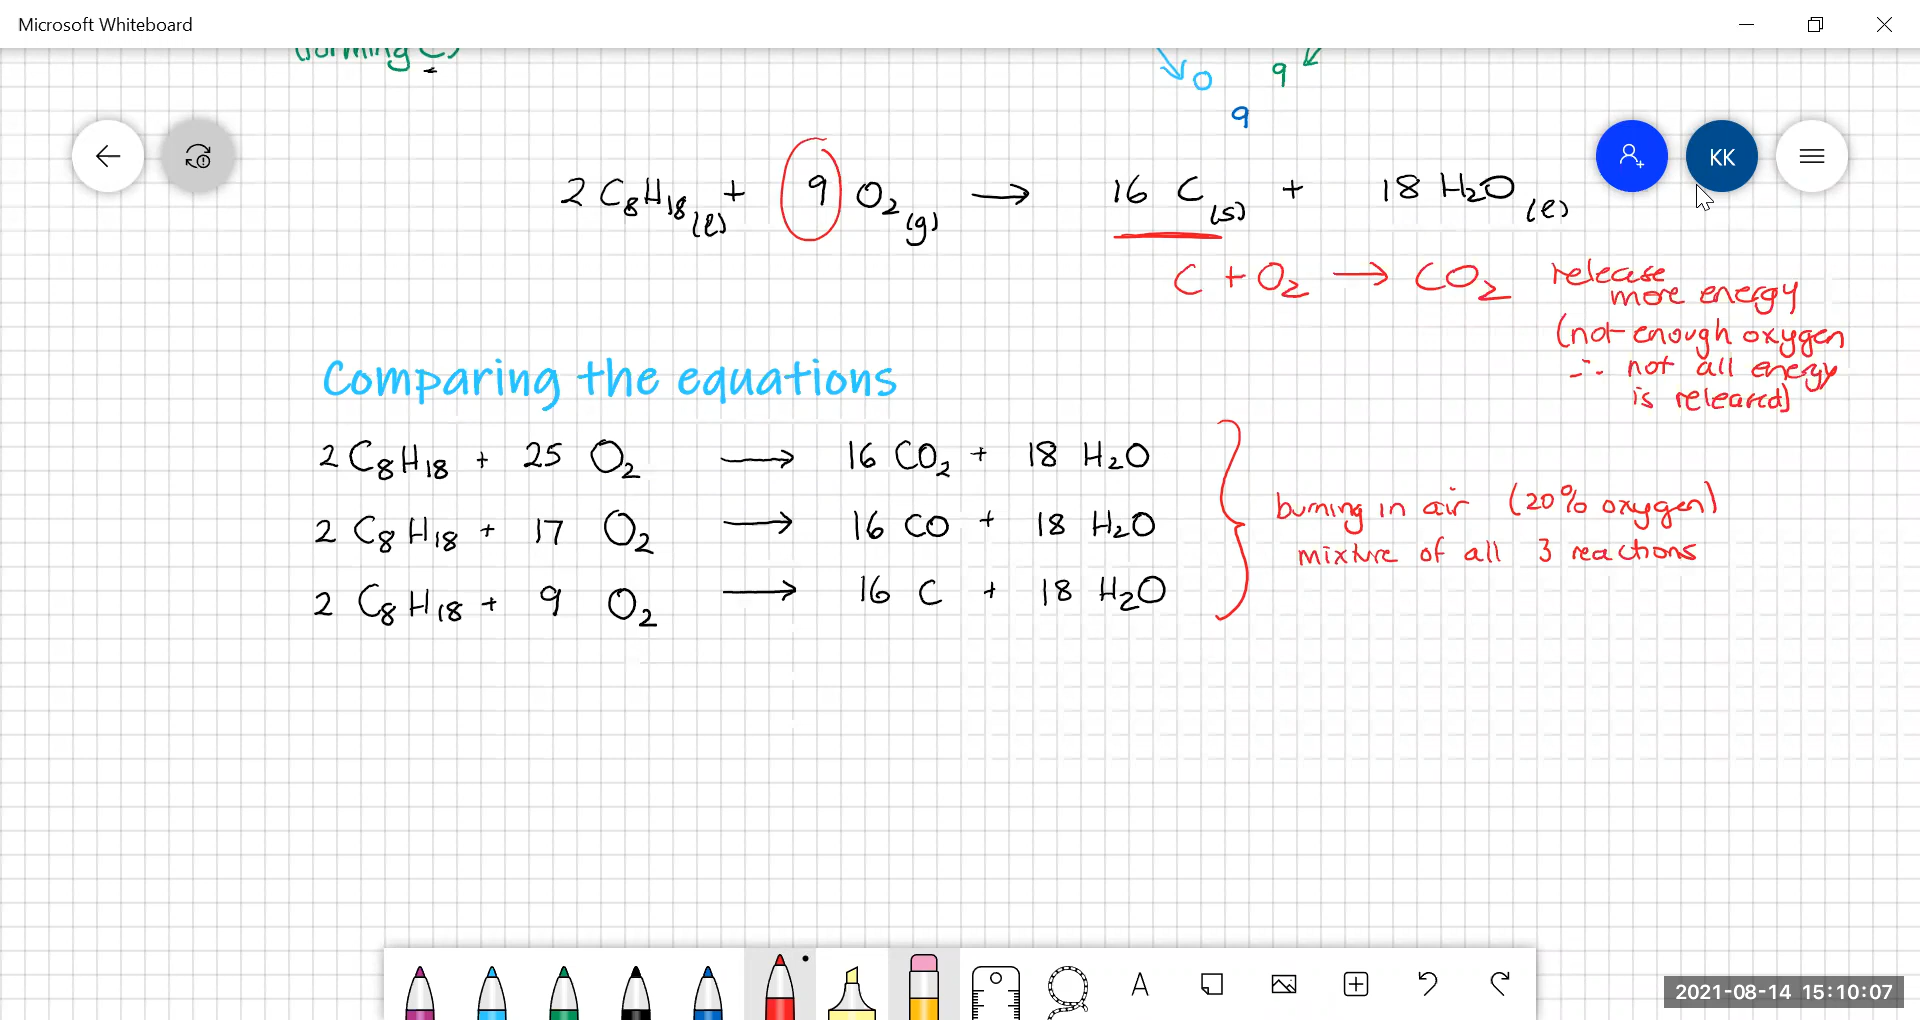 Microsoft Whiteboard
(forming C)
0 9
9
KK
2 C₈H₁₈(l) + 9 O₂(g) → 16 C(s) + 18 H₂O(l)
C + O₂ → CO₂ release
more energy
(not enough oxygen
∴ not all energy
is released)
Comparing the equations
2 C₈H₁₈ + 25 O₂ → 16 CO₂ + 18 H₂O
2 C₈H₁₈ + 17 O₂ → 16 CO + 18 H₂O
2 C₈H₁₈ + 9 O₂ → 16 C + 18 H₂O
burning in air (20% oxygen)
mixture of all 3 reactions
A
2021-08-14 15:10:07